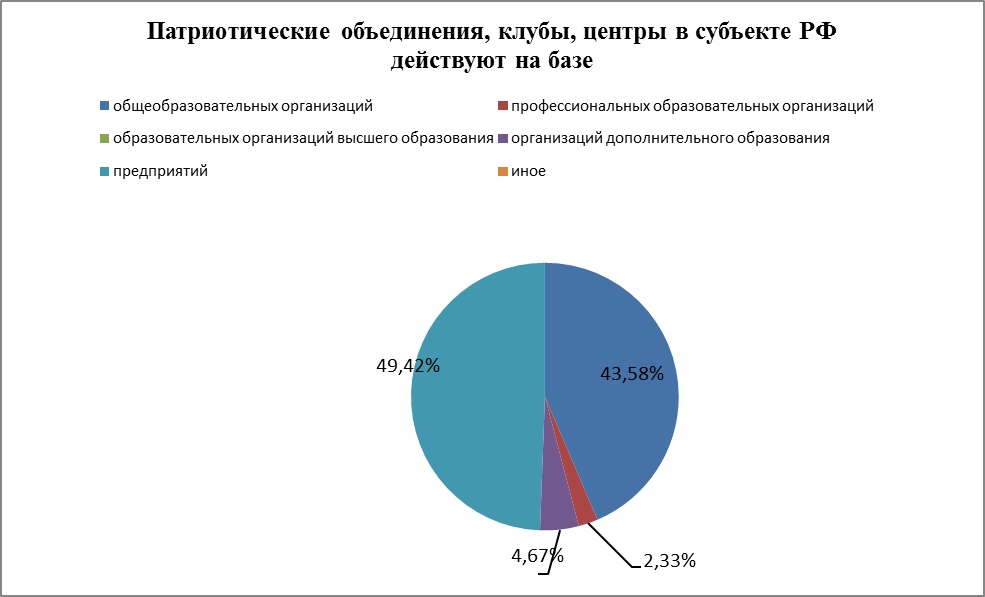 Патриотические объединения, клубы, центры в субъекте РФ
действуют на базе
общеобразовательных организаций
профессиональных образовательных организаций
образовательных организаций высшего образования
организаций дополнительного образования
предприятий
иное
49,42%
43,58%
4,67%
2,33%